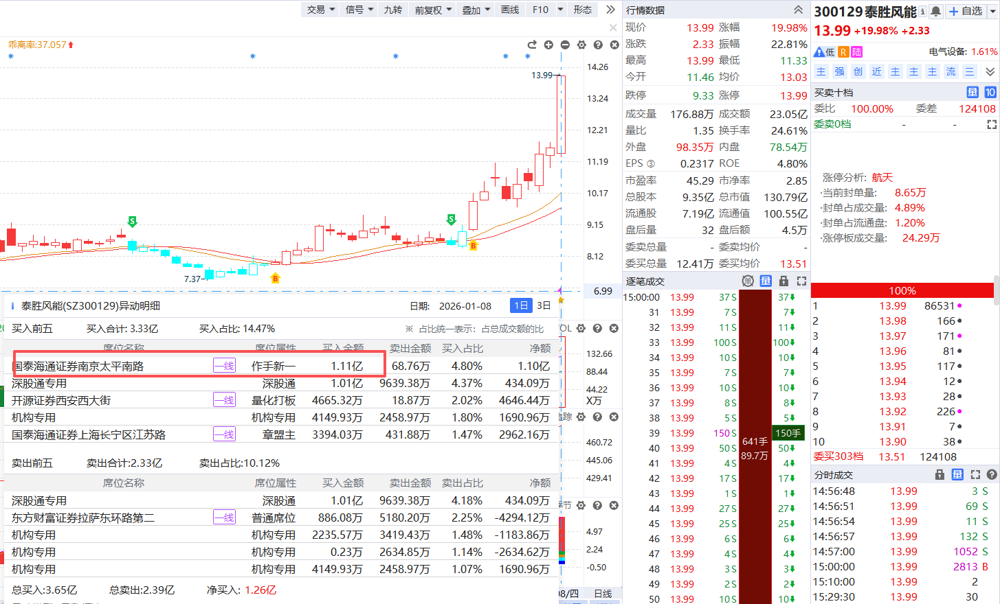 交易 信号 九转 前复权 叠加 画线 F10 形态
乖离率:37.057
14.26
13.99
13.24
12.21
11.19
10.17
9.15
8.12
7.37
6.99
S
B
S
B
泰胜风能(SZ300129)异动明细 日期: 2026-01-08 1日 3日
买入前五 买入合计: 3.33亿 买入占比: 14.47% ※ 占比统一表示: 占总成交额的比
席位名称 席位属性 买入金额 卖出金额 买入占比 净额
国泰海通证券南京太平南路 一线 作手新一 1.11亿 68.76万 4.80% 1.10亿
深股通专用 深股通 1.01亿 9639.38万 4.37% 434.09万
开源证券西安西大街 一线 量化打板 4665.32万 18.87万 2.02% 4646.44万
机构专用 机构专用 4149.93万 2458.97万 1.80% 1690.96万
国泰海通证券上海长宁区江苏路 一线 章盟主 3394.03万 431.88万 1.47% 2962.16万
卖出前五 卖出合计:2.33亿 卖出占比:10.12%
席位名称 席位属性 买入金额 卖出金额 卖出占比 净额
深股通专用 深股通 1.01亿 9639.38万 4.18% 434.09万
东方财富证券拉萨东环路第二 一线 普通席位 886.08万 5180.20万 2.25% -4294.12万
机构专用 机构专用 2235.57万 3419.43万 1.48% -1183.86万
机构专用 机构专用 0.23万 2634.85万 1.14% -2634.62万
机构专用 机构专用 4149.93万 2458.97万 1.07% 1690.96万
总买入:3.65亿 总卖出:2.39亿 净买入: 1.26亿
OL
132.66
88.44
44.22
X万
460.72
445.06
429.41
4.97
2.24
-0.50
08/四 日线
行情数据
现价 13.99 涨幅 19.98%
涨跌 2.33 振幅 22.81%
最高 13.99 最低 11.33
今开 11.46 均价 13.03
跌停 9.33 涨停 13.99
成交量 176.88万 成交额 23.05亿
量比 1.35 换手率 24.61%
外盘 98.35万 内盘 78.54万
EPS ③ 0.2317 ROE 4.80%
市盈率 45.29 市净率 2.85
总股本 9.35亿 总市值 130.79亿
流通股 7.19亿 流通值 100.55亿
盘后量 32 盘后额 4.5万
委卖总量 - 委卖均价 -
委买总量 12.41万 委买均价 13.51
逐笔成交 单 量
15:00:00 13.99 37 S 37
31 13.99 7 S 7
32 13.99 11 S 11
33 13.99 100 S 100
34 13.99 10 S 10
35 13.99 7 S 7
36 13.99 10 S 10
37 13.99 8 S 8
38 13.99 5 S 5
39 13.99 150 S 150手
40 13.99 50 S 50
41 13.99 4 S 4
42 13.99 17 S 17
43 13.99 1 S 1
44 13.99 27 S 27
45 13.99 25 S 25
46 13.99 6 S 6
47 13.99 4 S 4
48 13.99 3 S 3
49 13.99 2 S 2
50 13.99 10 S 10
641手
89.7万
300129泰胜风能 自选
13.99 +19.98% +2.33
低 R 陆 电气设备: 1.61%
主 强 创 近 主 主 主 流 三
买卖十档 量 10
委比 100.00% 委差 124108
委卖0档 - -
涨停分析: 航天
·当前封单量: 8.65万
·封单占成交量: 4.89%
·封单占流通盘: 1.20%
·涨停板成交量: 24.29万
100%
1 13.99 86531
2 13.98 166
3 13.97 171
4 13.96 81
5 13.95 117
6 13.94 12
7 13.93 28
8 13.92 226
9 13.91 7
10 13.90 38
委买303档 13.51 124108
分时成交 量
14:56:48 13.99 3 S
14:56:51 13.99 69 S
14:56:54 13.99 11 S
14:56:57 13.99 132 S
14:57:00 13.99 1052 S
15:00:00 13.99 2813 B
15:10:00 13.99 2
15:29:30 13.99 30